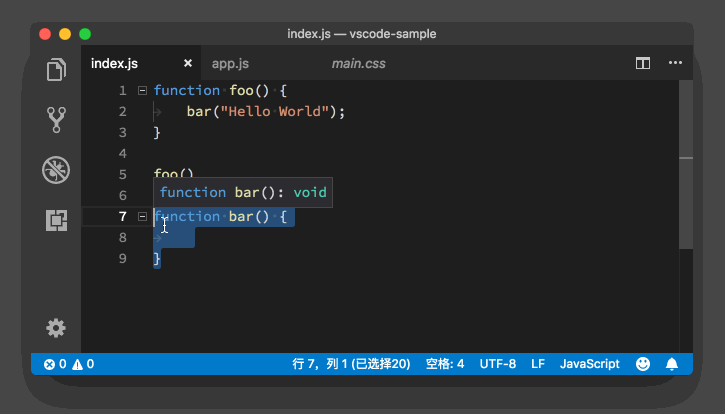 index.js — vscode-sample
index.js × app.js main.css
1 function foo() {
2 bar("Hello World");
3 }
4
5 foo()
6 function bar(): void
7 function bar() {
8
9 }
0 0 行 7，列 1 (已选择20) 空格: 4 UTF-8 LF JavaScript